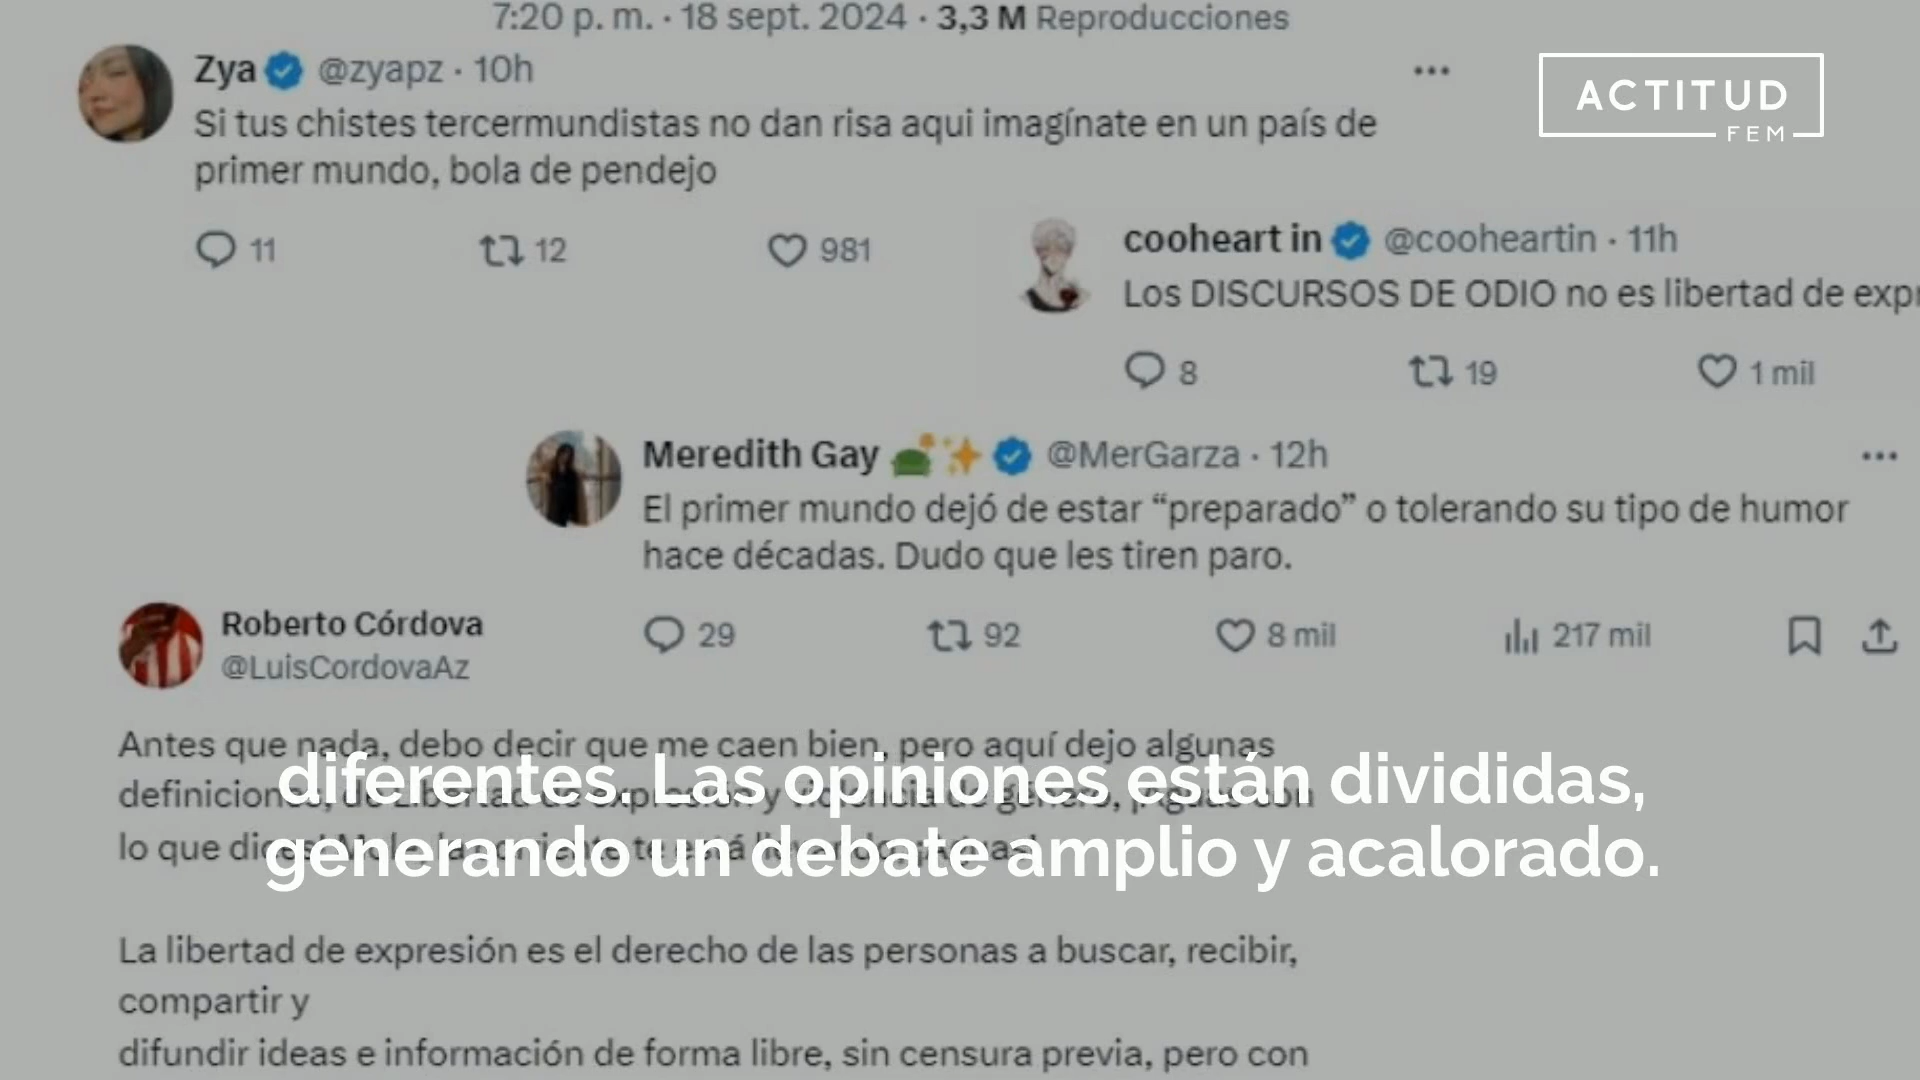 7:20 p. m. · 18 sept. 2024 · 3,3 M Reproducciones
Zya @zyapz · 10h
Si tus chistes tercermundistas no dan risa aqui imagínate en un país de
primer mundo, bola de pendejo
11 12 981
ACTITUD
FEM
cooheart in @cooheartin · 11h
Los DISCURSOS DE ODIO no es libertad de expr
8 19 1 mil
Meredith Gay @MerGarza · 12h
El primer mundo dejó de estar “preparado” o tolerando su tipo de humor
hace décadas. Dudo que les tiren paro.
29 92 8 mil 217 mil
Roberto Córdova
@LuisCordovaAz
Antes que nada, debo decir que me caen bien, pero aquí dejo algunas
lo que
diferentes. Las opiniones están divididas,
generando un debate amplio y acalorado.
La libertad de expresión es el derecho de las personas a buscar, recibir,
compartir y
difundir ideas e información de forma libre, sin censura previa, pero con